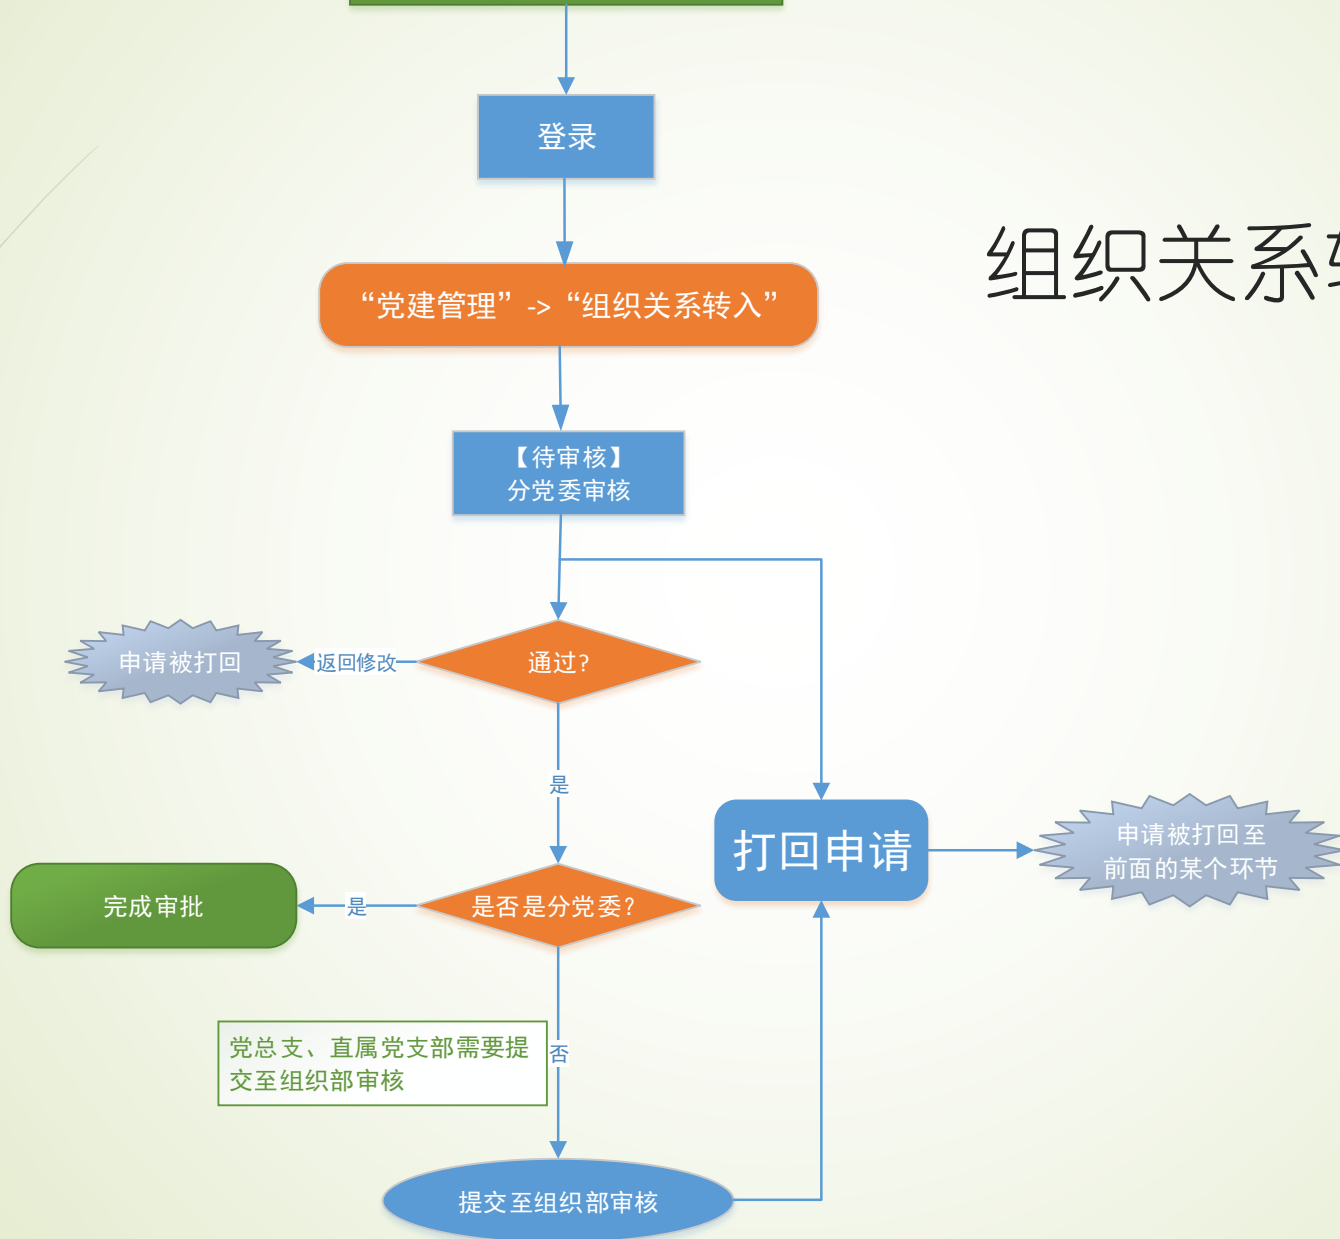 登录
组织关系
“党建管理” -> “组织关系转入”
【待审核】
分党委审核
申请被打回
返回修改
通过?
是
打回申请
申请被打回至
前面的某个环节
完成审批
是
是否是分党委?
党总支、直属党支部需要提
交至组织部审核
否
提交至组织部审核